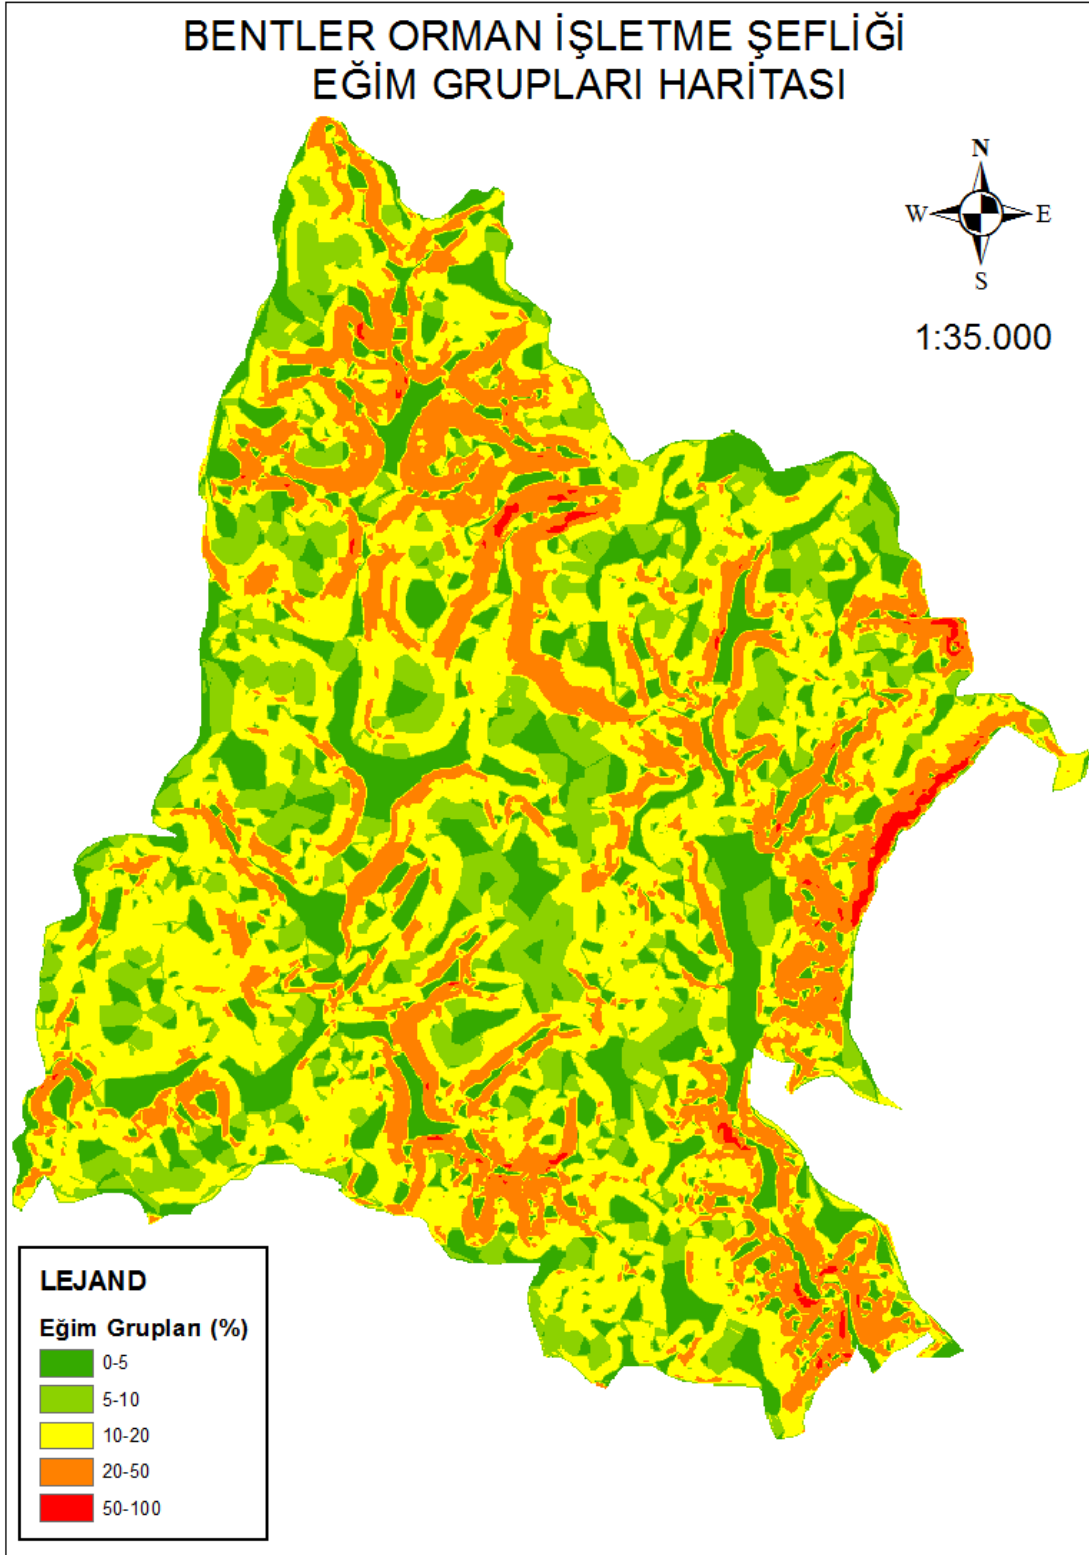 BENTLER ORMAN İŞLETME ŞEFLİĞİ
EĞİM GRUPLARI HARİTASI
N
W E
S
1:35.000
LEJAND
Eğim Grupları (%)
0-5
5-10
10-20
20-50
50-100